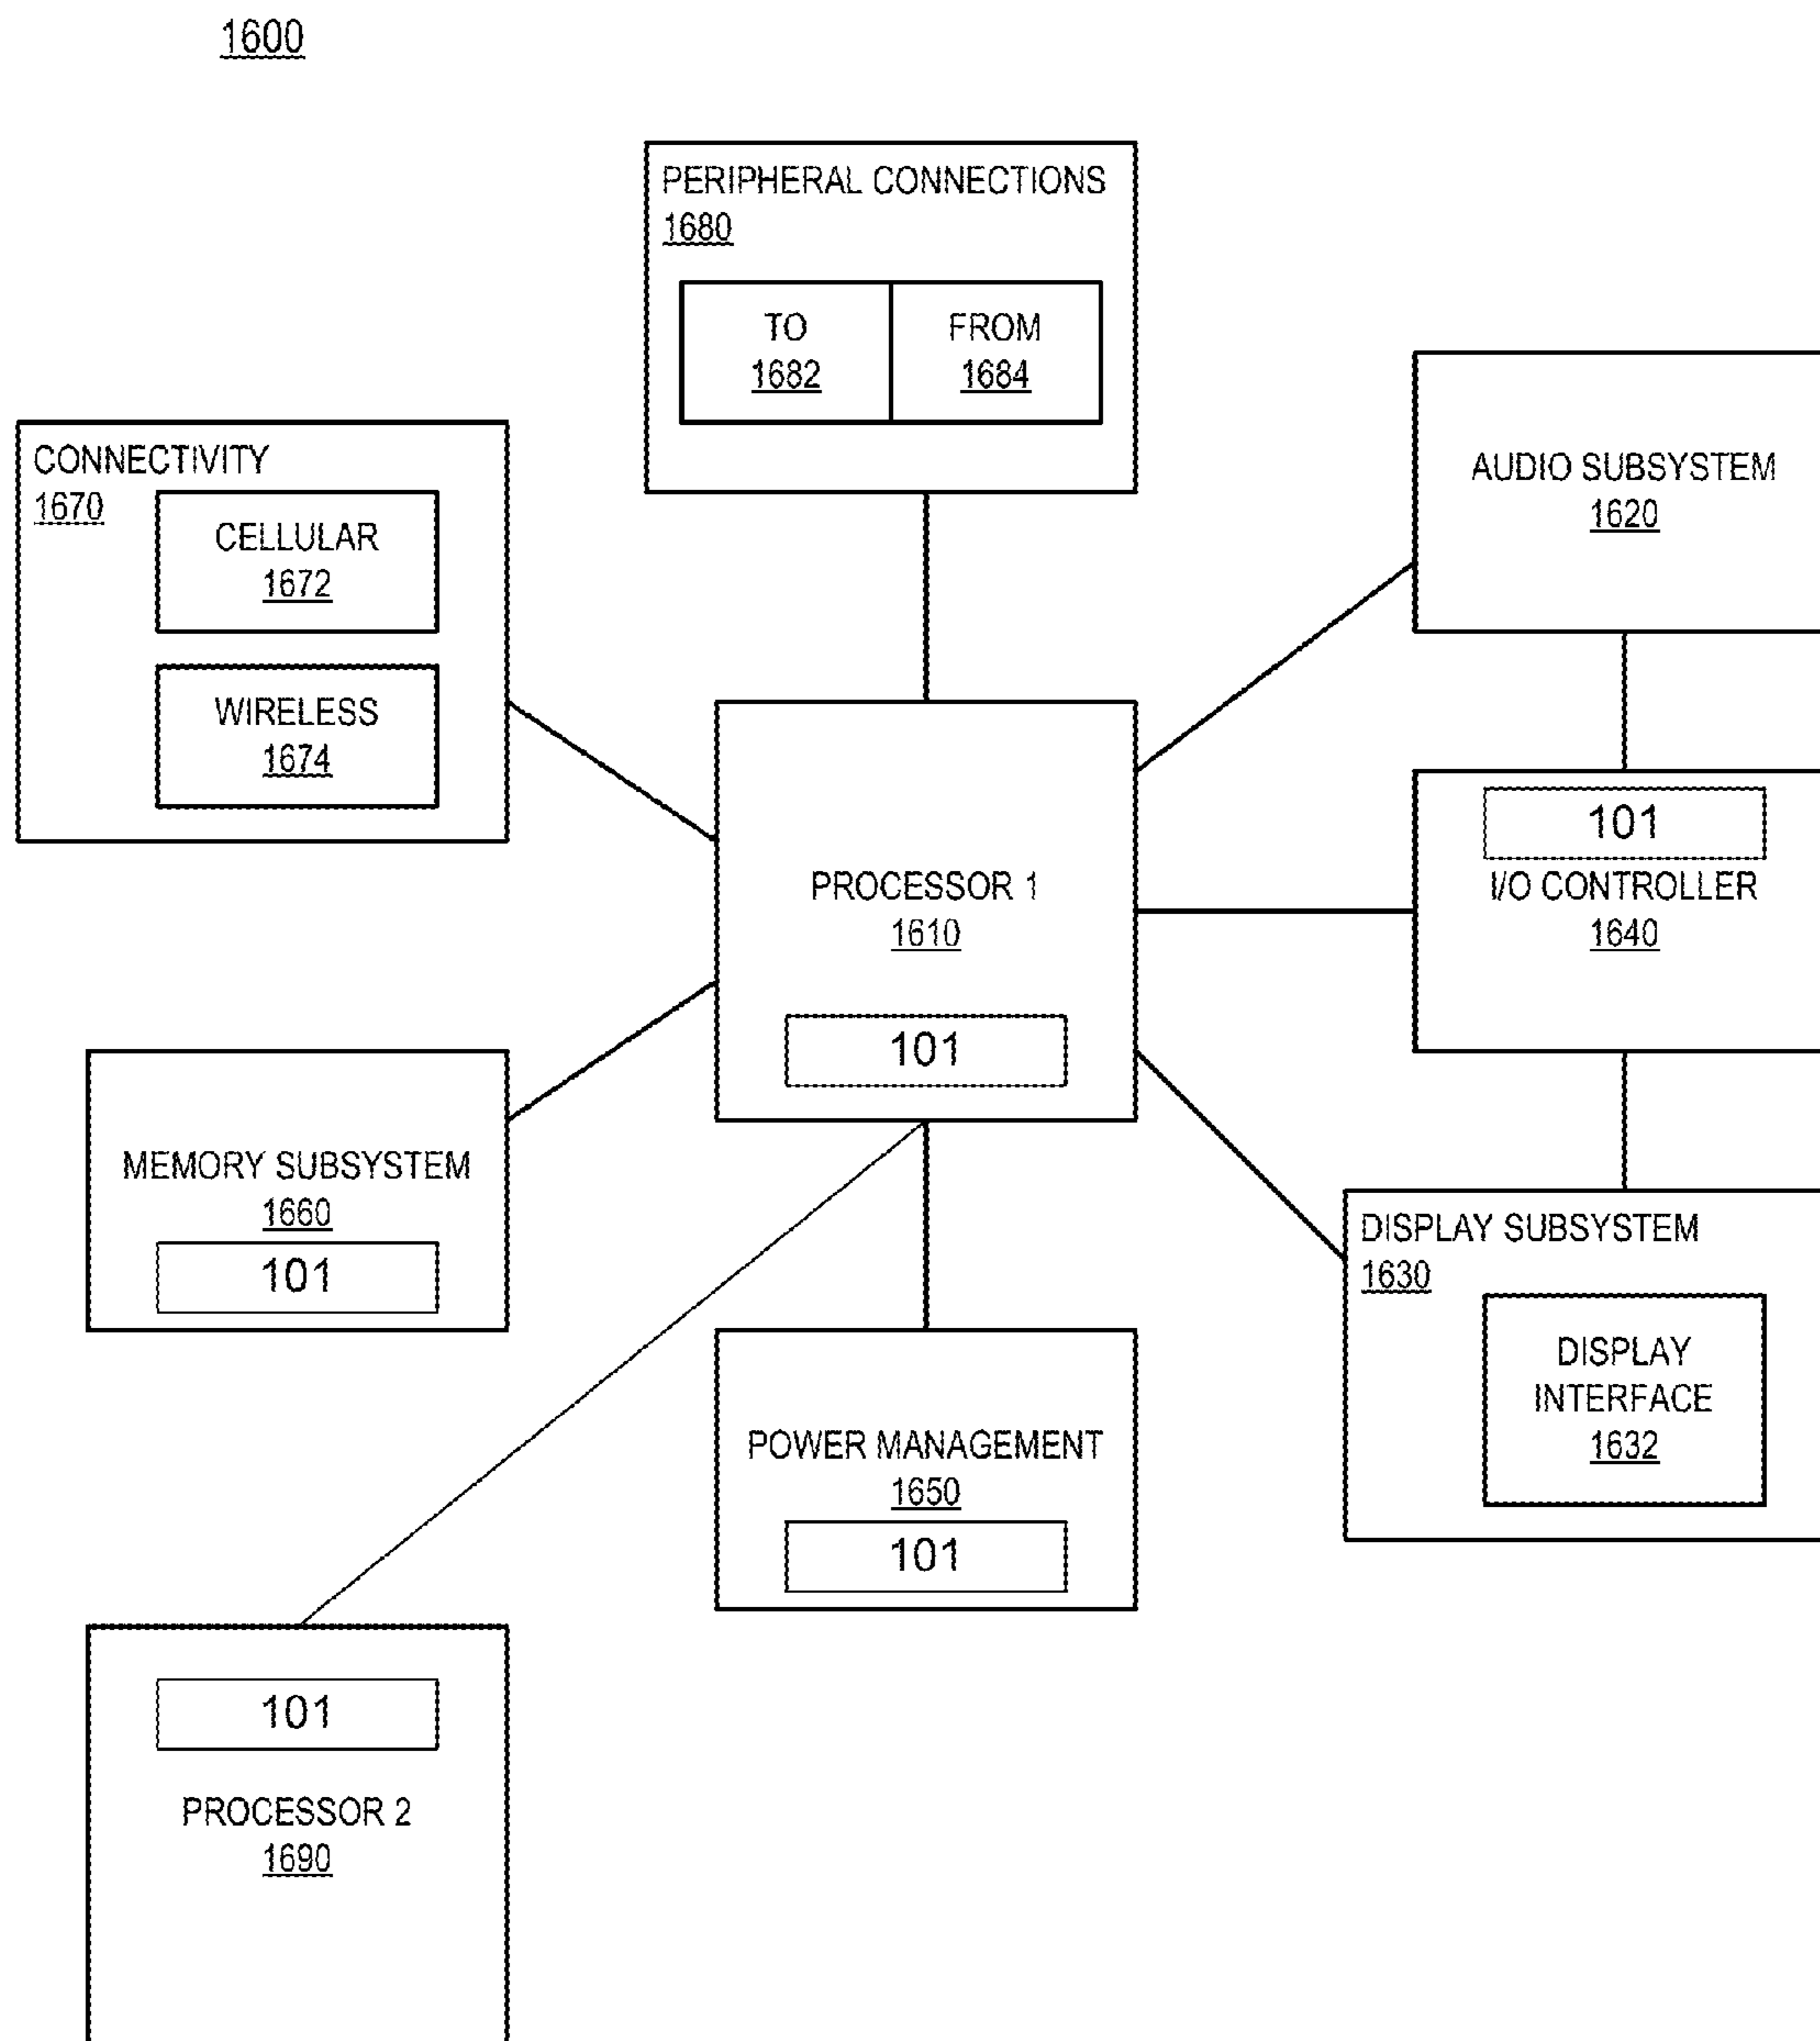 1600
PERIPHERAL CONNECTIONS
1680
TO
1682
FROM
1684
CONNECTIVITY
1670
CELLULAR
1672
WIRELESS
1674
AUDIO SUBSYSTEM
1620
PROCESSOR 1
1610
101
101
I/O CONTROLLER
1640
MEMORY SUBSYSTEM
1660
101
DISPLAY SUBSYSTEM
1630
DISPLAY
INTERFACE
1632
POWER MANAGEMENT
1650
101
101
PROCESSOR 2
1690